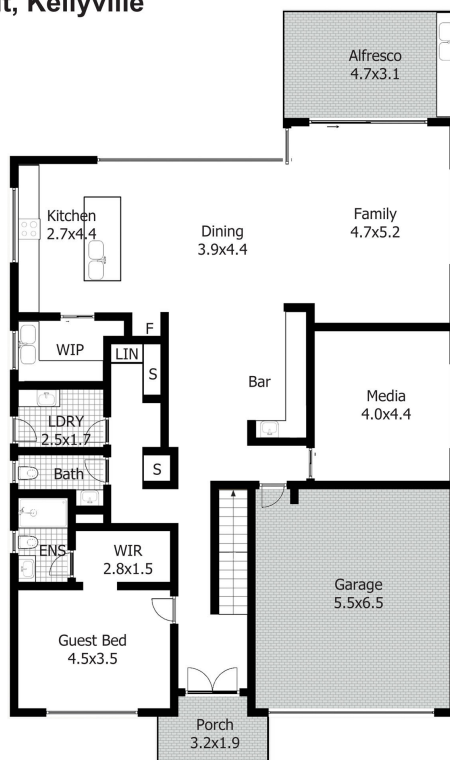 Kellyville
Alfresco
4.7x3.1
Kitchen
2.7x4.4
Dining
3.9x4.4
Family
4.7x5.2
F
WIP
LIN
S
Bar
Media
4.0x4.4
LDRY
2.5x1.7
Bath
S
ENS
WIR
2.8x1.5
Garage
5.5x6.5
Guest Bed
4.5x3.5
Porch
3.2x1.9